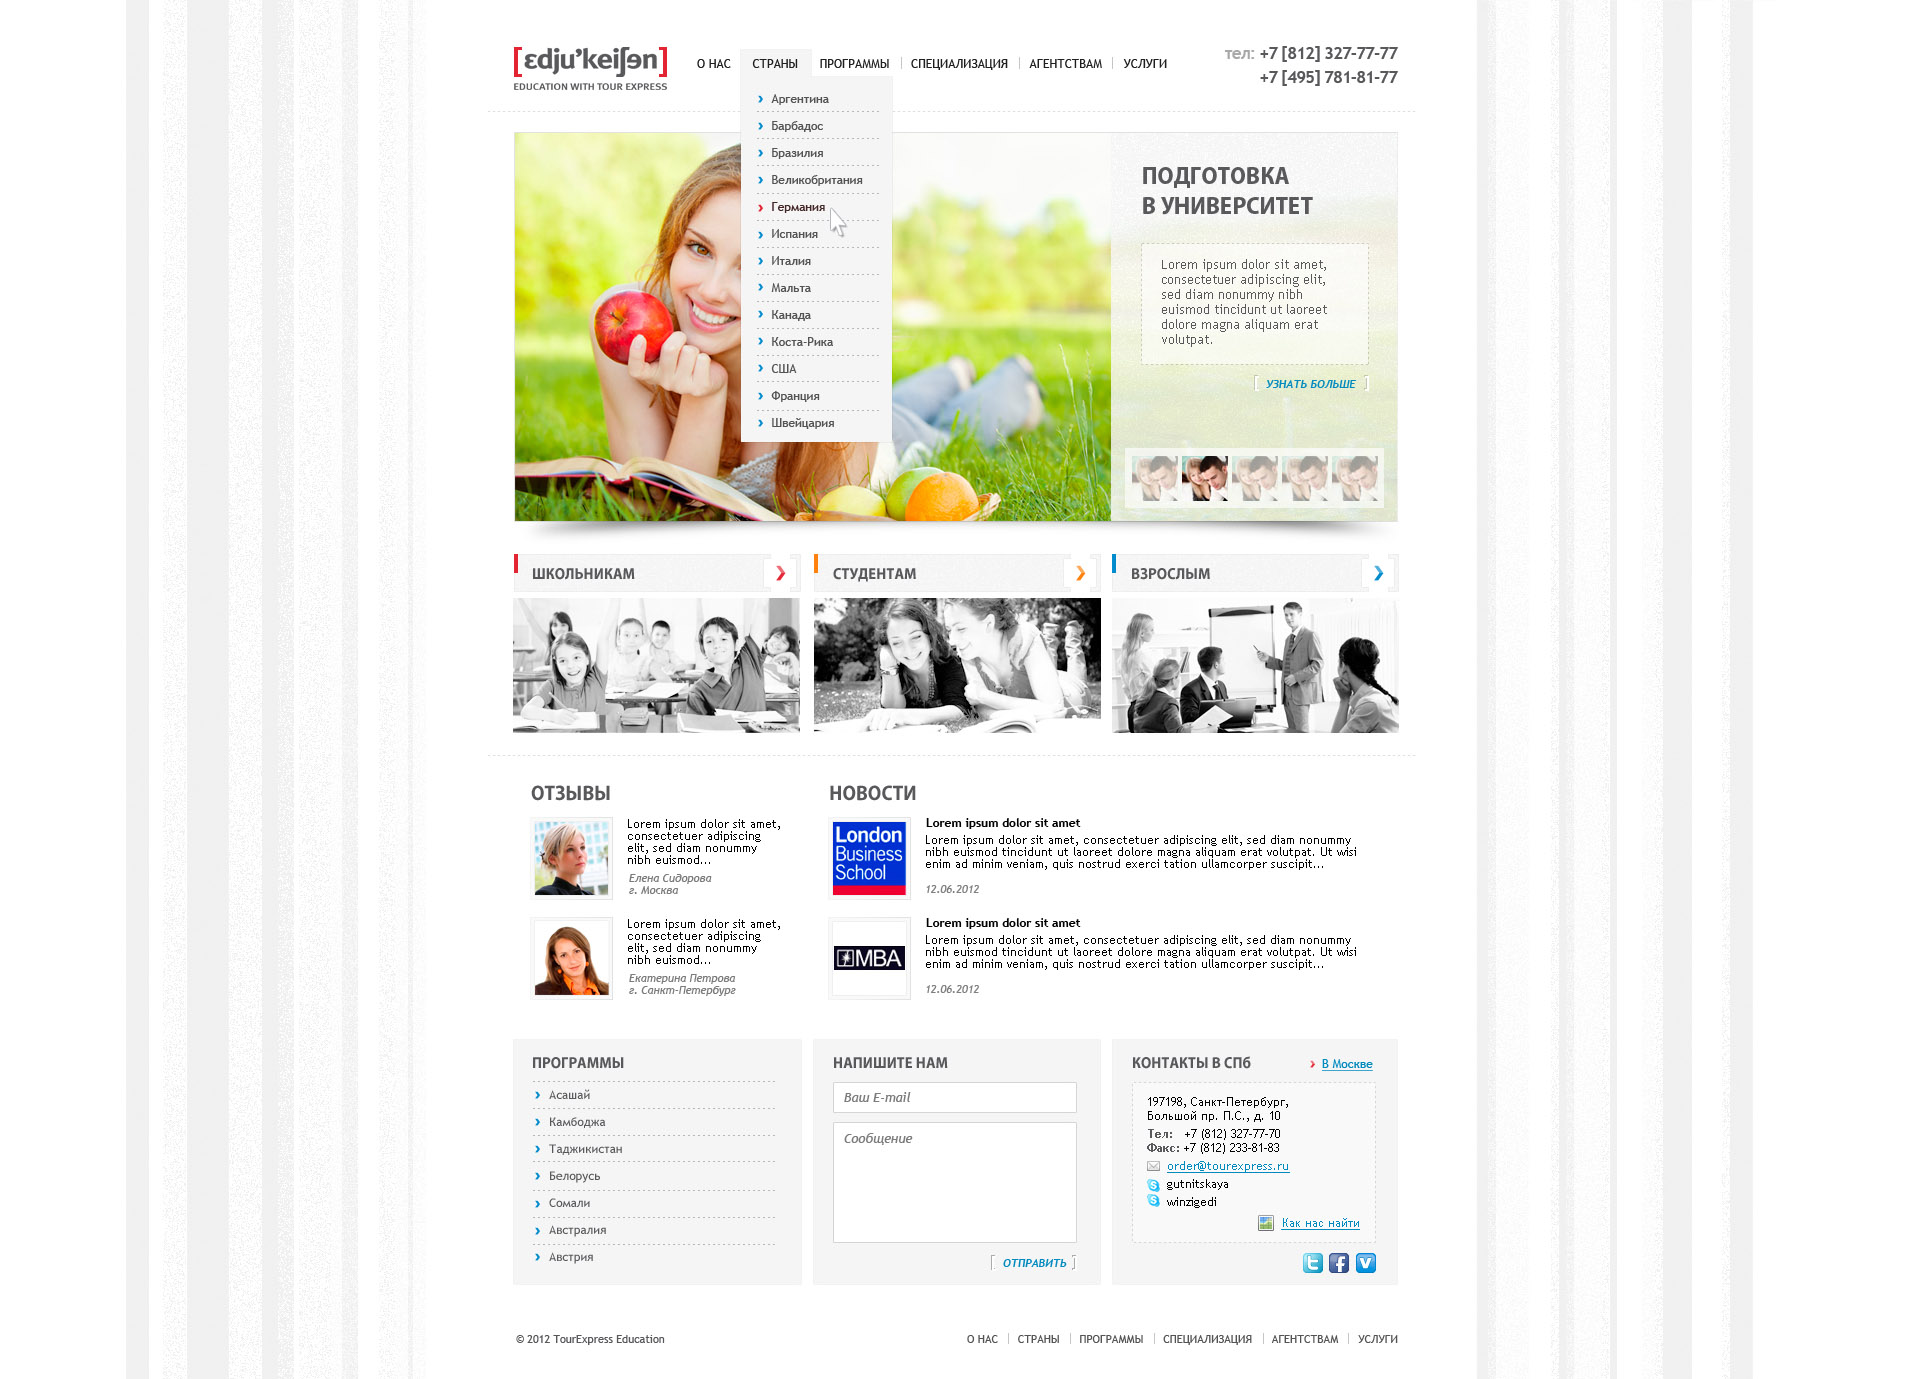 [ɛdju'keiʃən]
EDUCATION WITH TOUR EXPRESS
О НАС
СТРАНЫ
ПРОГРАММЫ
СПЕЦИАЛИЗАЦИЯ
АГЕНТСТВАМ
УСЛУГИ
тел: +7 [812] 327-77-77
+7 [495] 781-81-77
Аргентина
Барбадос
Бразилия
Великобритания
Германия
Испания
Италия
Мальта
Канада
Коста-Рика
США
Франция
Швейцария
ПОДГОТОВКА
В УНИВЕРСИТЕТ
Lorem ipsum dolor sit amet,
consectetuer adipiscing elit,
sed diam nonummy nibh
euismod tincidunt ut laoreet
dolore magna aliquam erat
volutpat.
УЗНАТЬ БОЛЬШЕ
ШКОЛЬНИКАМ
СТУДЕНТАМ
ВЗРОСЛЫМ
ОТЗЫВЫ
Lorem ipsum dolor sit amet,
consectetuer adipiscing
elit, sed diam nonummy
nibh euismod...
Елена Сидорова
г. Москва
Lorem ipsum dolor sit amet,
consectetuer adipiscing
elit, sed diam nonummy
nibh euismod...
Екатерина Петрова
г. Санкт-Петербург
НОВОСТИ
London
Business
School
Lorem ipsum dolor sit amet
Lorem ipsum dolor sit amet, consectetuer adipiscing elit, sed diam nonummy
nibh euismod tincidunt ut laoreet dolore magna aliquam erat volutpat. Ut wisi
enim ad minim veniam, quis nostrud exerci tation ullamcorper suscipit...
12.06.2012
MBA
Lorem ipsum dolor sit amet
Lorem ipsum dolor sit amet, consectetuer adipiscing elit, sed diam nonummy
nibh euismod tincidunt ut laoreet dolore magna aliquam erat volutpat. Ut wisi
enim ad minim veniam, quis nostrud exerci tation ullamcorper suscipit...
12.06.2012
ПРОГРАММЫ
Асашай
Камбоджа
Таджикистан
Белорусь
Сомали
Австралия
Австрия
НАПИШИТЕ НАМ
Ваш E-mail
Сообщение
[ ОТПРАВИТЬ ]
КОНТАКТЫ В СПб
В Москве
197198, Санкт-Петербург,
Большой пр. П.С., д. 10
Тел: +7 (812) 327-77-70
Факс: +7 (812) 233-81-83
order@tourexpress.ru
gutnitskaya
winzigedi
Как нас найти
© 2012 TourExpress Education
О НАС
СТРАНЫ
ПРОГРАММЫ
СПЕЦИАЛИЗАЦИЯ
АГЕНТСТВАМ
УСЛУГИ